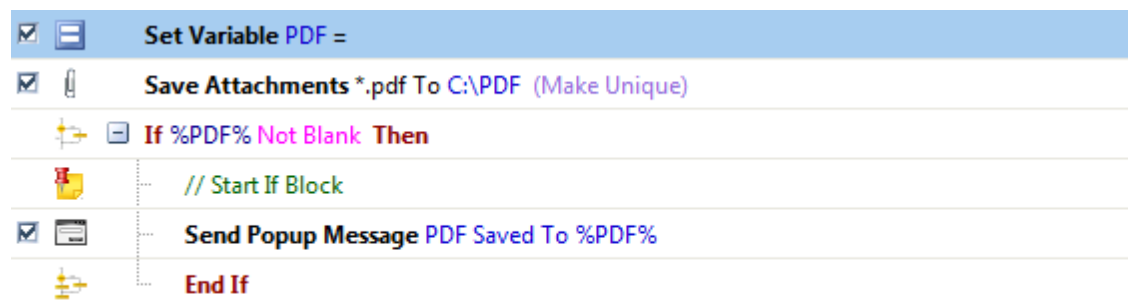 Set Variable PDF =
Save Attachments *.pdf To C:\PDF (Make Unique)
If %PDF% Not Blank Then
// Start If Block
Send Popup Message PDF Saved To %PDF%
End If